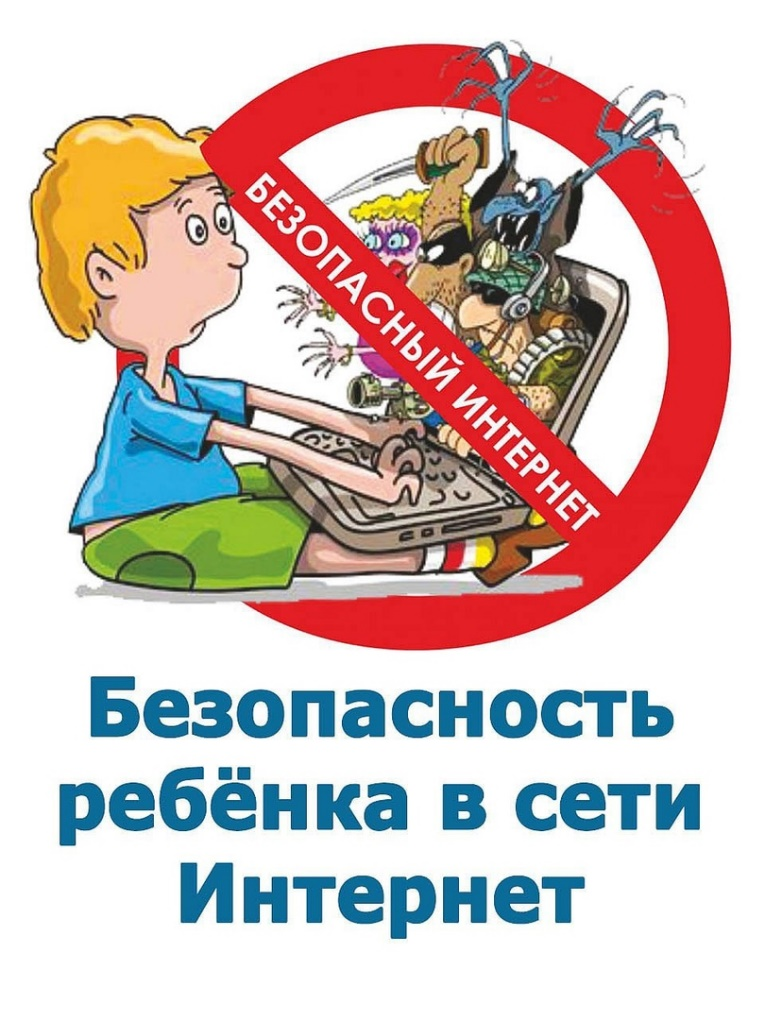 БЕЗОПАСНЫЙ ИНТЕРНЕТ
Безопасность
ребёнка в сети
Интернет